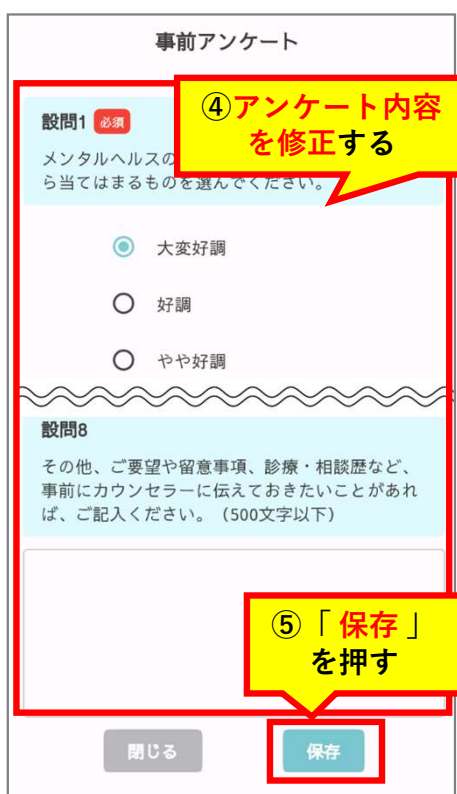 事前アンケート
④アンケート内容
を修正する
設問1 必須
メンタルヘルスの
ら当てはまるものを選んでください。
大変好調
好調
やや好調
設問8
その他、ご要望や留意事項、診療・相談歴など、
事前にカウンセラーに伝えておきたいことがあれ
ば、ご記入ください。（500文字以下）
⑤「 保存 」
を押す
閉じる
保存